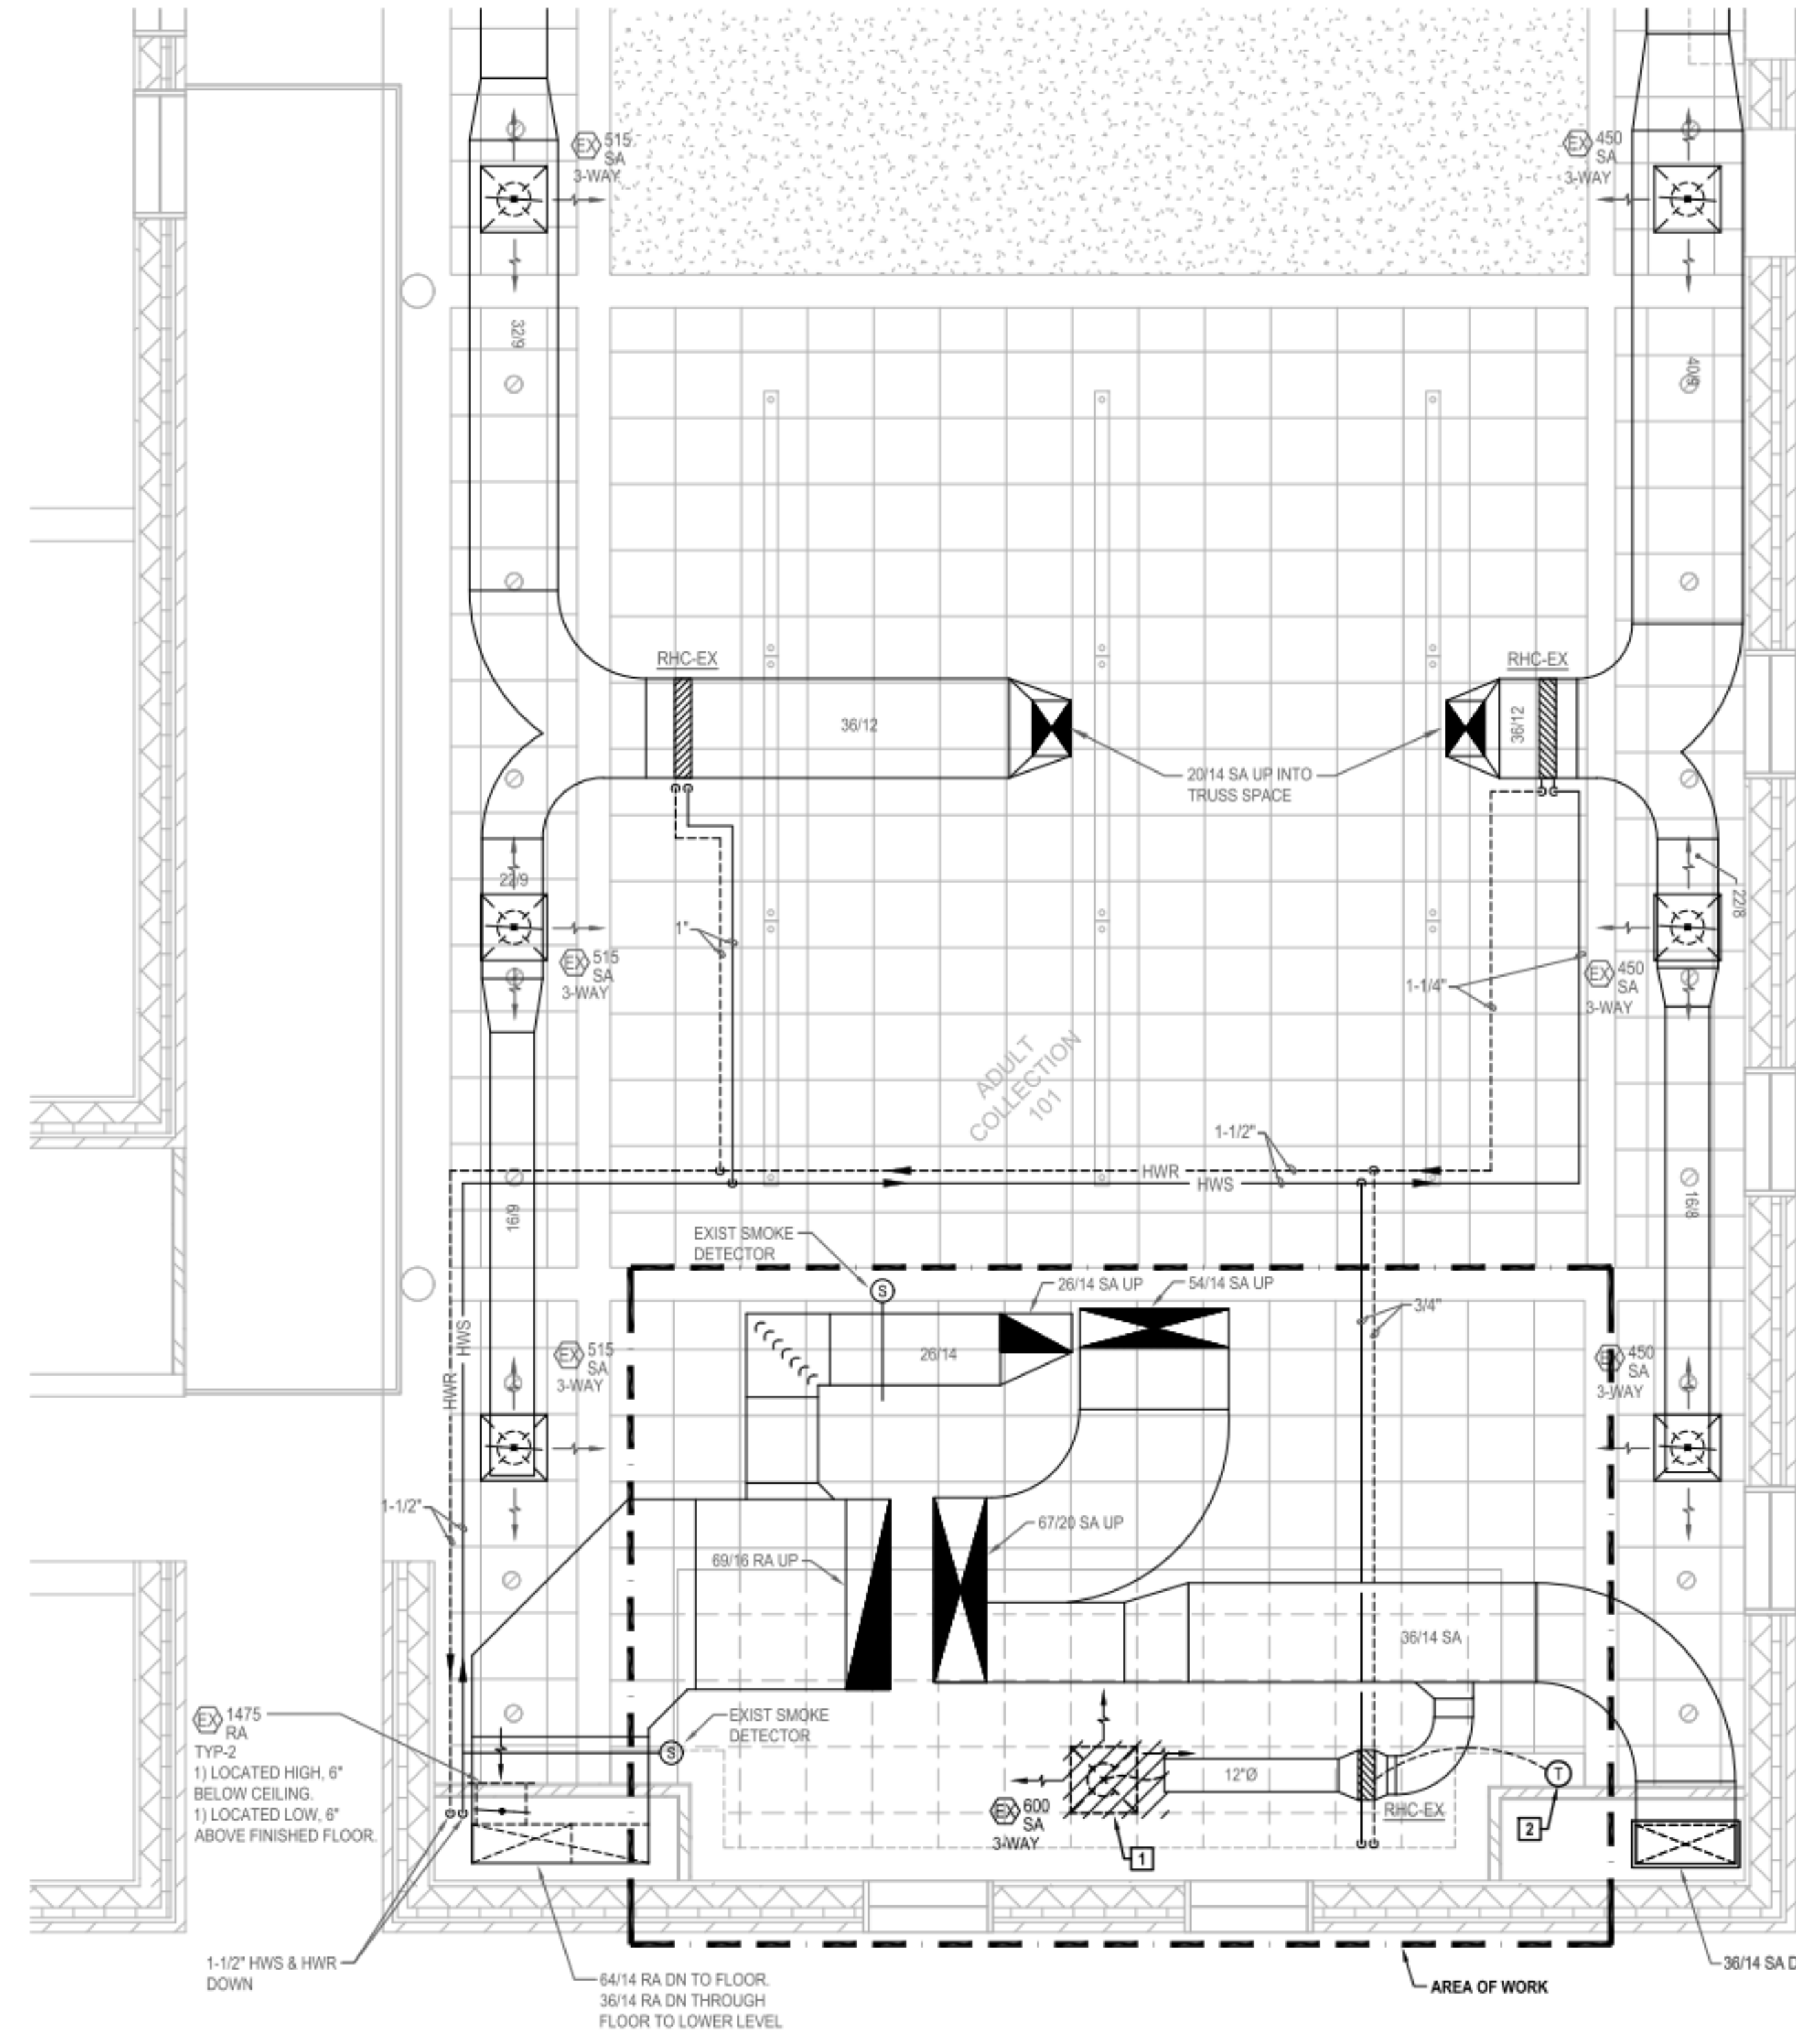 EX 515
SA
3-WAY
EX 450
SA
3-WAY
32/9
40/9
RHC-EX
RHC-EX
36/12
36/12
20/14 SA UP INTO
TRUSS SPACE
22/9
22/8
1"
EX 515
SA
3-WAY
EX 450
SA
3-WAY
1-1/4"
ADULT
COLLECTION
101
1-1/2"
HWR
HWS
16/9
16/8
EXIST SMOKE
DETECTOR
S
26/14 SA UP
54/14 SA UP
3/4"
HWS
HWR
EX 515
SA
3-WAY
26/14
EX 450
SA
3-WAY
1-1/2"
67/20 SA UP
69/16 RA UP
36/14 SA
EX 1475
RA
TYP-2
1) LOCATED HIGH, 6"
BELOW CEILING.
1) LOCATED LOW, 6"
ABOVE FINISHED FLOOR.
EXIST SMOKE
DETECTOR
S
12"Ø
T
RHC-EX
EX 600
SA
3-WAY
1
2
1-1/2" HWS & HWR
DOWN
64/14 RA DN TO FLOOR.
36/14 RA DN THROUGH
FLOOR TO LOWER LEVEL
AREA OF WORK
36/14 SA D